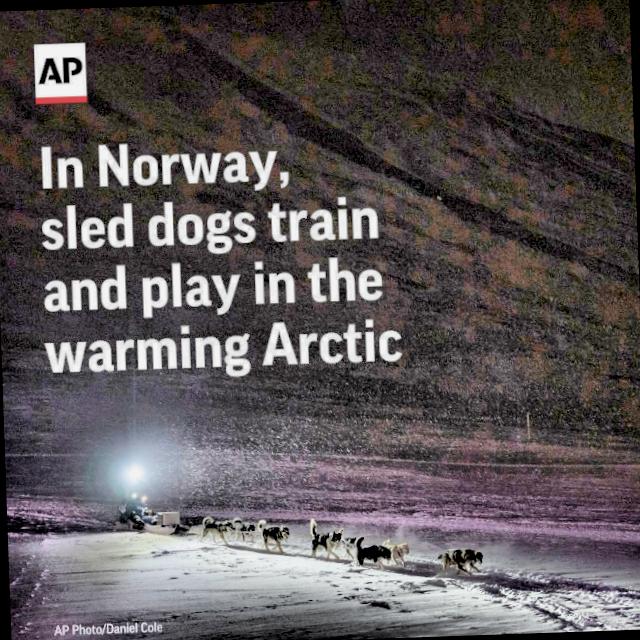 AP
In Norway,
sled dogs train
and play in the
warming Arctic
AP Photo/Daniel Cole